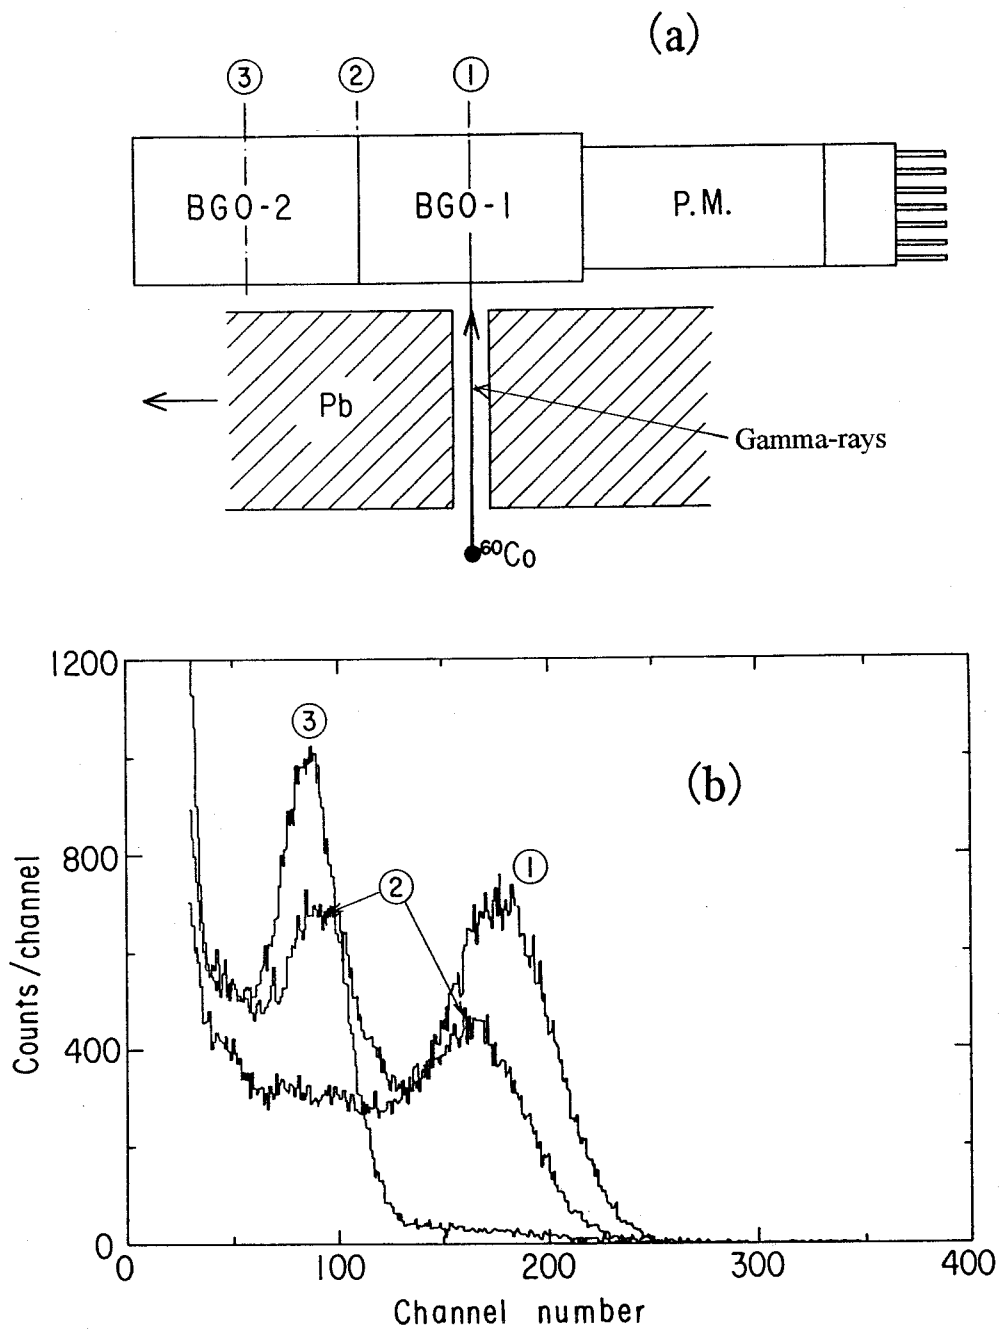 (a)
③ ② ①
BGO-2 BGO-1 P.M.
Pb
Gamma-rays
⁶⁰Co
1200
③
(b)
800
①
②
400
0
0 100 200 300 400
Counts/channel
Channel number